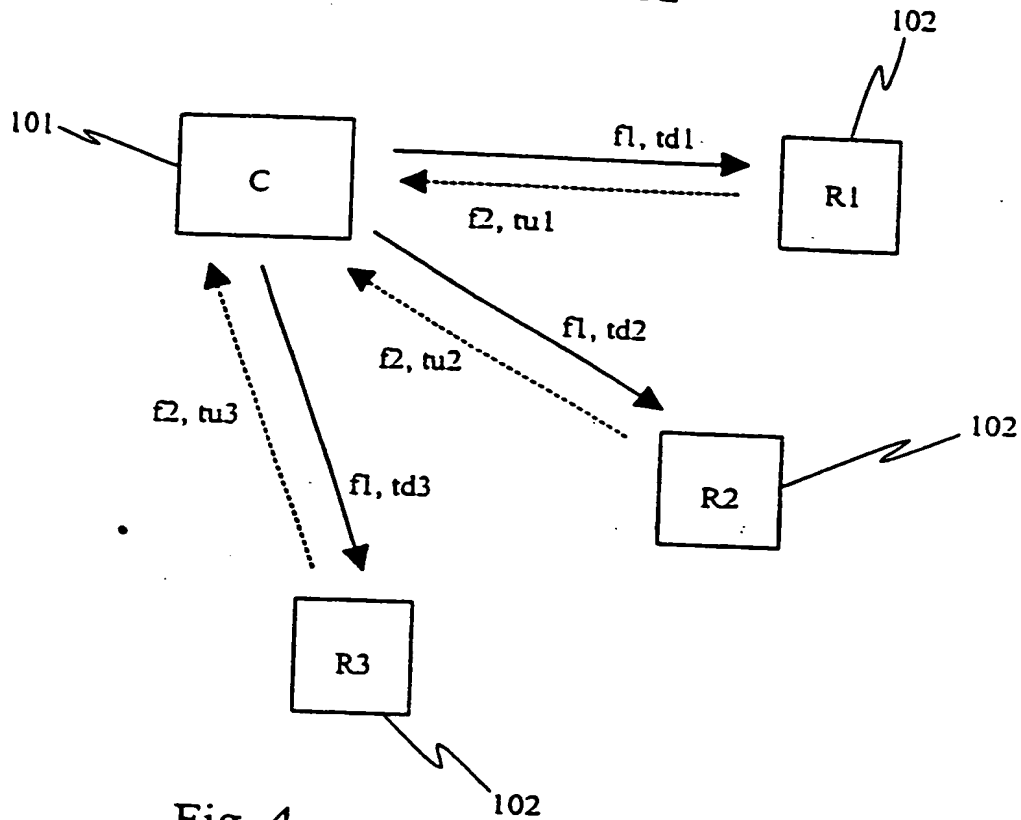 102
101
C
f1, td1
R1
f2, tu1
f1, td2
f2, tu2
f2, tu3
102
R2
f1, td3
R3
102
Fig. 4